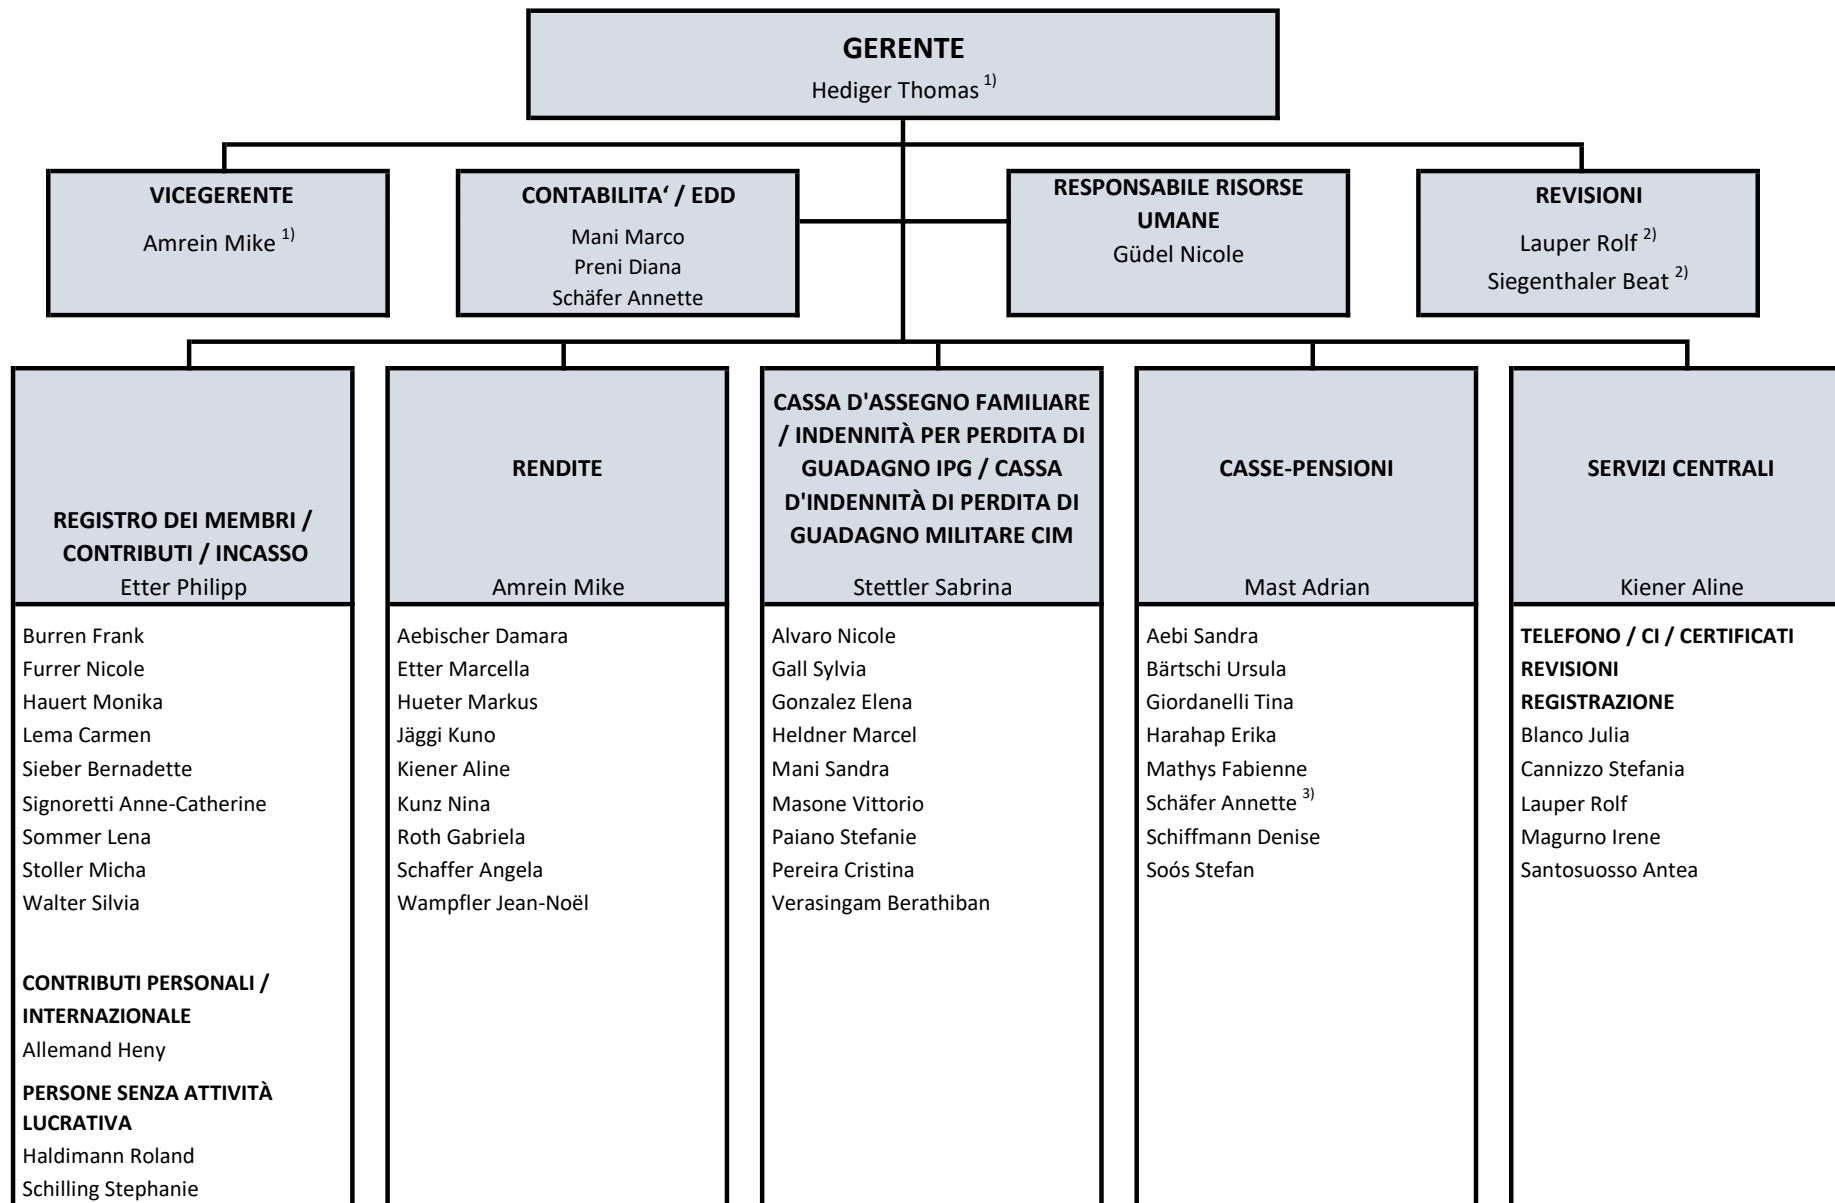 GERENTE
Hediger Thomas 1)
VICEGERENTE
Amrein Mike 1)
CONTABILITA‘ / EDD
Mani Marco
Preni Diana
Schäfer Annette
RESPONSABILE RISORSE
UMANE
Güdel Nicole
REVISIONI
Lauper Rolf 2)
Siegenthaler Beat 2)
REGISTRO DEI MEMBRI /
CONTRIBUTI / INCASSO
Etter Philipp
Burren Frank
Furrer Nicole
Hauert Monika
Lema Carmen
Sieber Bernadette
Signoretti Anne-Catherine
Sommer Lena
Stoller Micha
Walter Silvia
CONTRIBUTI PERSONALI /
INTERNAZIONALE
Allemand Heny
PERSONE SENZA ATTIVITÀ
LUCRATIVA
Haldimann Roland
Schilling Stephanie
RENDITE
Amrein Mike
Aebischer Damara
Etter Marcella
Hueter Markus
Jäggi Kuno
Kiener Aline
Kunz Nina
Roth Gabriela
Schaffer Angela
Wampfler Jean-Noël
CASSA D'ASSEGNO FAMILIARE
/ INDENNITÀ PER PERDITA DI
GUADAGNO IPG / CASSA
D'INDENNITÀ DI PERDITA DI
GUADAGNO MILITARE CIM
Stettler Sabrina
Alvaro Nicole
Gall Sylvia
Gonzalez Elena
Heldner Marcel
Mani Sandra
Masone Vittorio
Paiano Stefanie
Pereira Cristina
Verasingam Berathiban
CASSE-PENSIONI
Mast Adrian
Aebi Sandra
Bärtschi Ursula
Giordanelli Tina
Harahap Erika
Mathys Fabienne
Schäfer Annette 3)
Schiffmann Denise
Soós Stefan
SERVIZI CENTRALI
Kiener Aline
TELEFONO / CI / CERTIFICATI
REVISIONI
REGISTRAZIONE
Blanco Julia
Cannizzo Stefania
Lauper Rolf
Magurno Irene
Santosuosso Antea